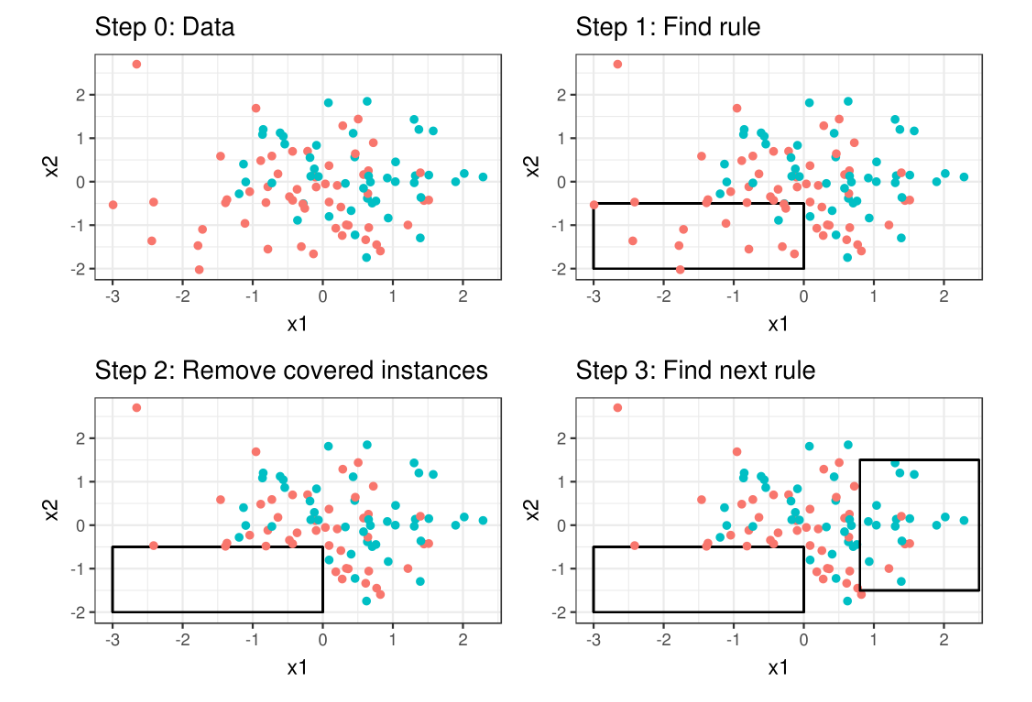 Step 0: Data
Step 1: Find rule
x2
2
1
0
-1
-2
-3 -2 -1 0 1 2
x1
x2
2
1
0
-1
-2
-3 -2 -1 0 1 2
x1
Step 2: Remove covered instances
Step 3: Find next rule
x2
2
1
0
-1
-2
-3 -2 -1 0 1 2
x1
x2
2
1
0
-1
-2
-3 -2 -1 0 1 2
x1